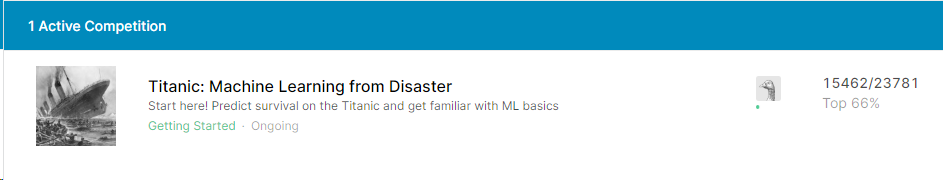 1 Active Competition
Titanic: Machine Learning from Disaster
Start here! Predict survival on the Titanic and get familiar with ML basics
Getting Started · Ongoing
15462/23781
Top 66%